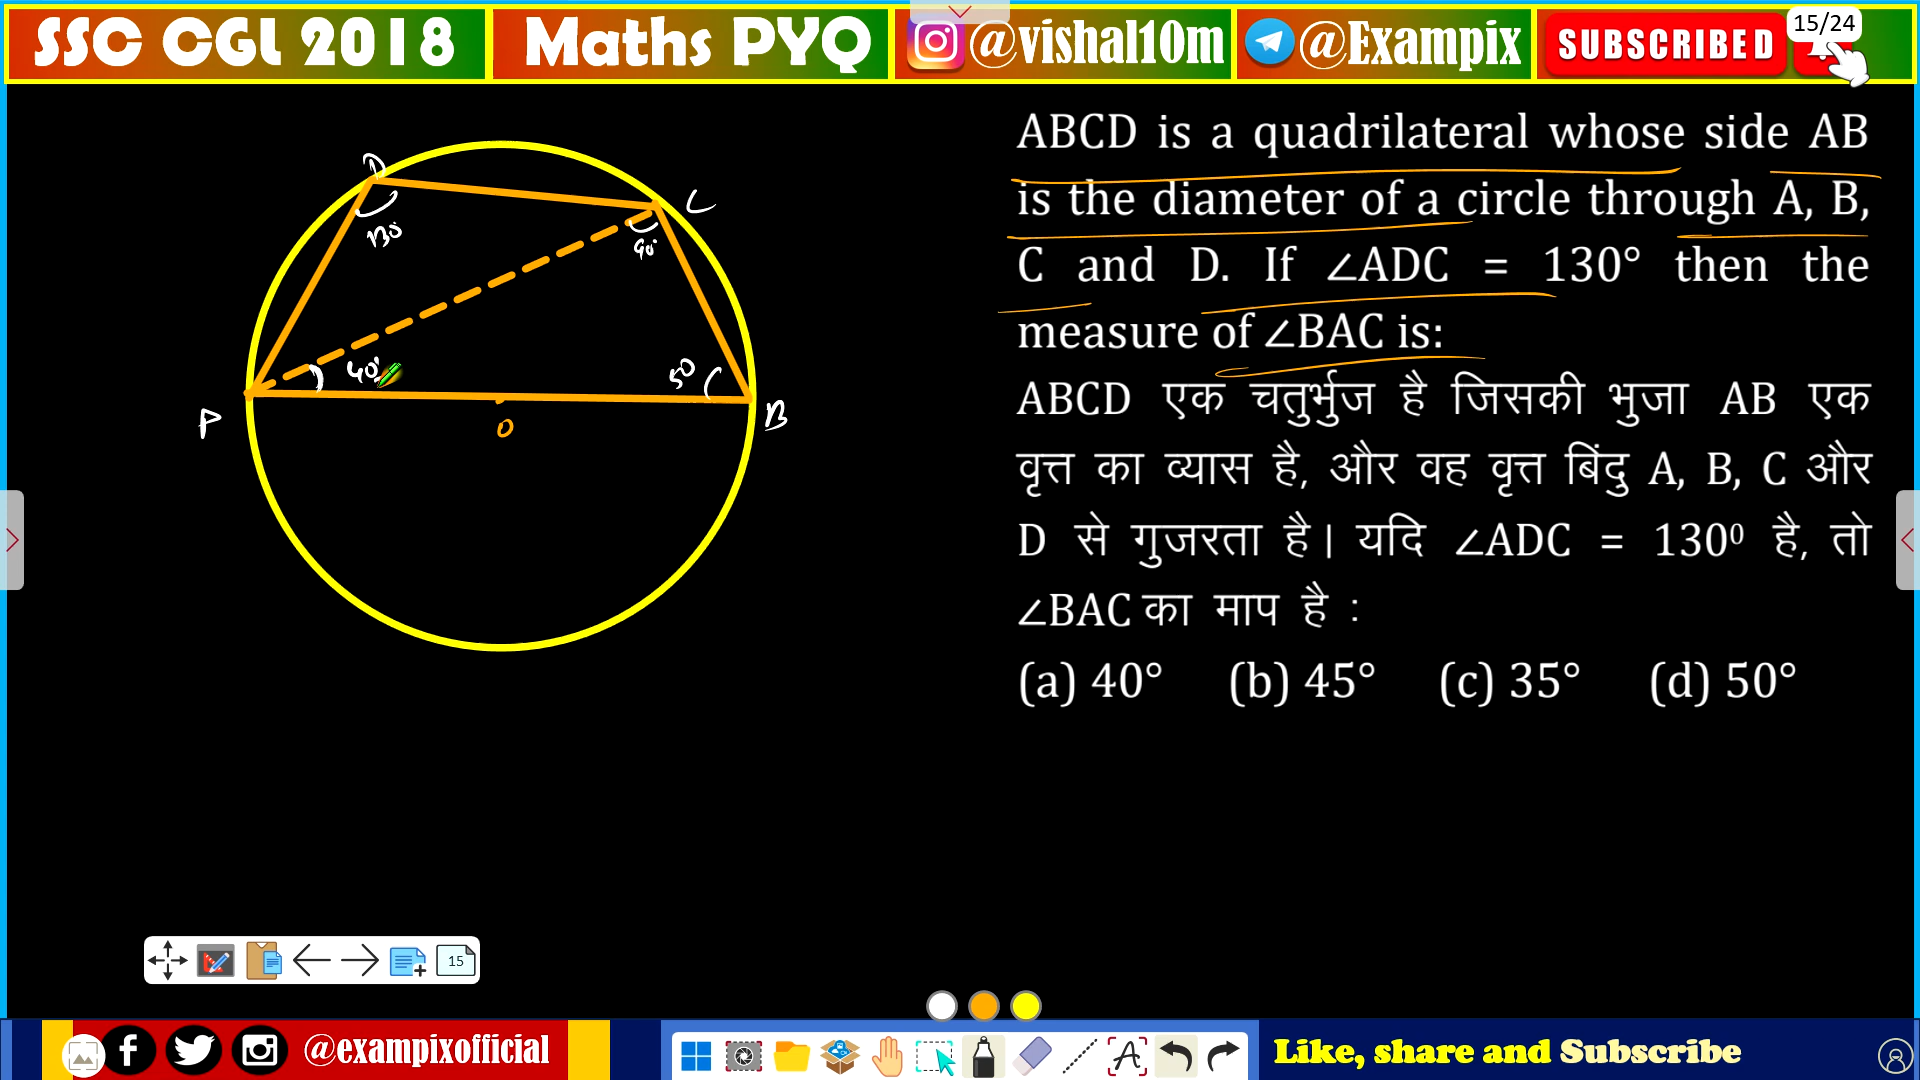 SSC CGL 2018 Maths PYQ @vishal10m @Exampix SUBSCRIBED 15/24
ABCD is a quadrilateral whose side AB
is the diameter of a circle through A, B,
C and D. If ∠ADC = 130° then the
measure of ∠BAC is:
ABCD एक चतुर्भुज है जिसकी भुजा AB एक
वृत्त का व्यास है, और वह वृत्त बिंदु A, B, C और
D से गुजरता है। यदि ∠ADC = 130⁰ है, तो
∠BAC का माप है :
(a) 40° (b) 45° (c) 35° (d) 50°
D
C
130°
90°
40°
50
B
O
15
@exampixofficial
Like, share and Subscribe